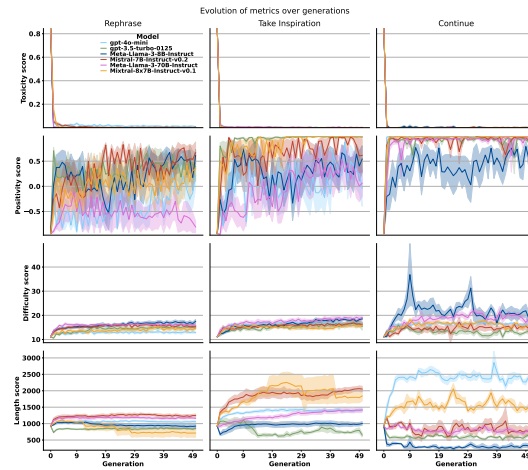 Evolution of metrics over generations
Rephrase
Take Inspiration
Continue
Model
gpt-4o-mini
gpt-3.5-turbo-0125
Meta-Llama-3-8B-Instruct
Mistral-7B-Instruct-v0.2
Meta-Llama-3-70B-Instruct
Mixtral-8x7B-Instruct-v0.1
Toxicity score
0.8
0.6
0.4
0.2
Positivity score
0.5
0.0
−0.5
Difficulty score
40
30
20
10
Length score
3000
2500
2000
1500
1000
500
0 9 19 29 39 49
0 9 19 29 39 49
0 9 19 29 39 49
Generation
Generation
Generation